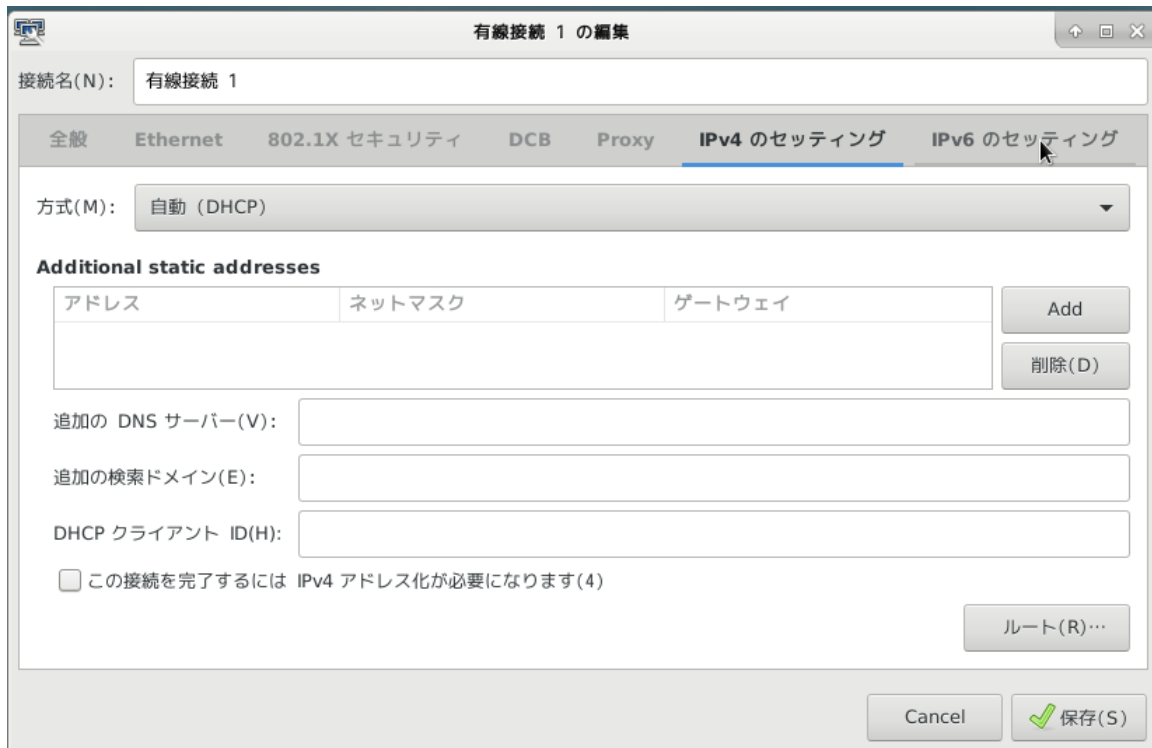 有線接続 1 の編集
接続名(N): 有線接続 1
全般 Ethernet 802.1X セキュリティ DCB Proxy IPv4 のセッティング IPv6 のセッティング
方式(M): 自動 (DHCP)
Additional static addresses
アドレス ネットマスク ゲートウェイ
Add
削除(D)
追加の DNS サーバー(V):
追加の検索ドメイン(E):
DHCP クライアント ID(H):
この接続を完了するには IPv4 アドレス化が必要になります(4)
ルート(R)…
Cancel 保存(S)